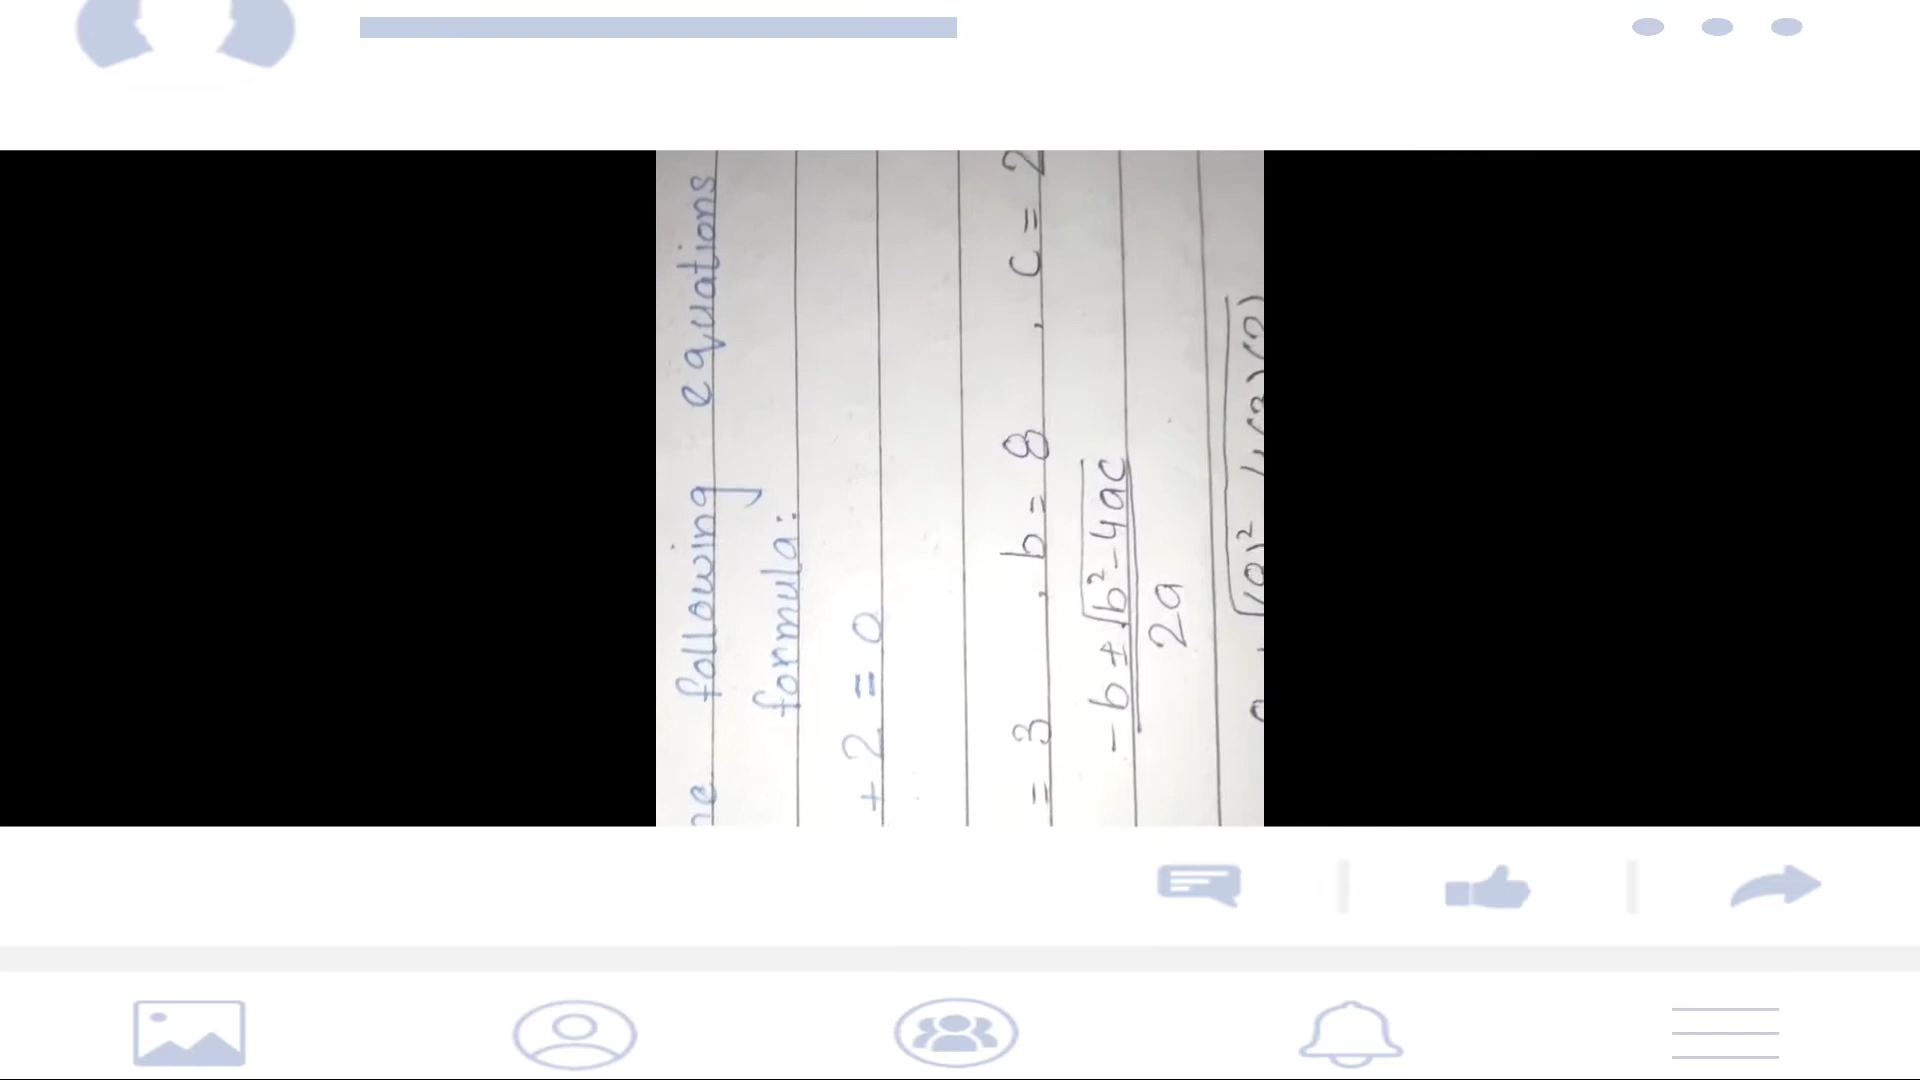 following equations
formula:
+ 2 = 0
= 3 , b = 8 , c = 2
-b ± √b² - 4ac
2a